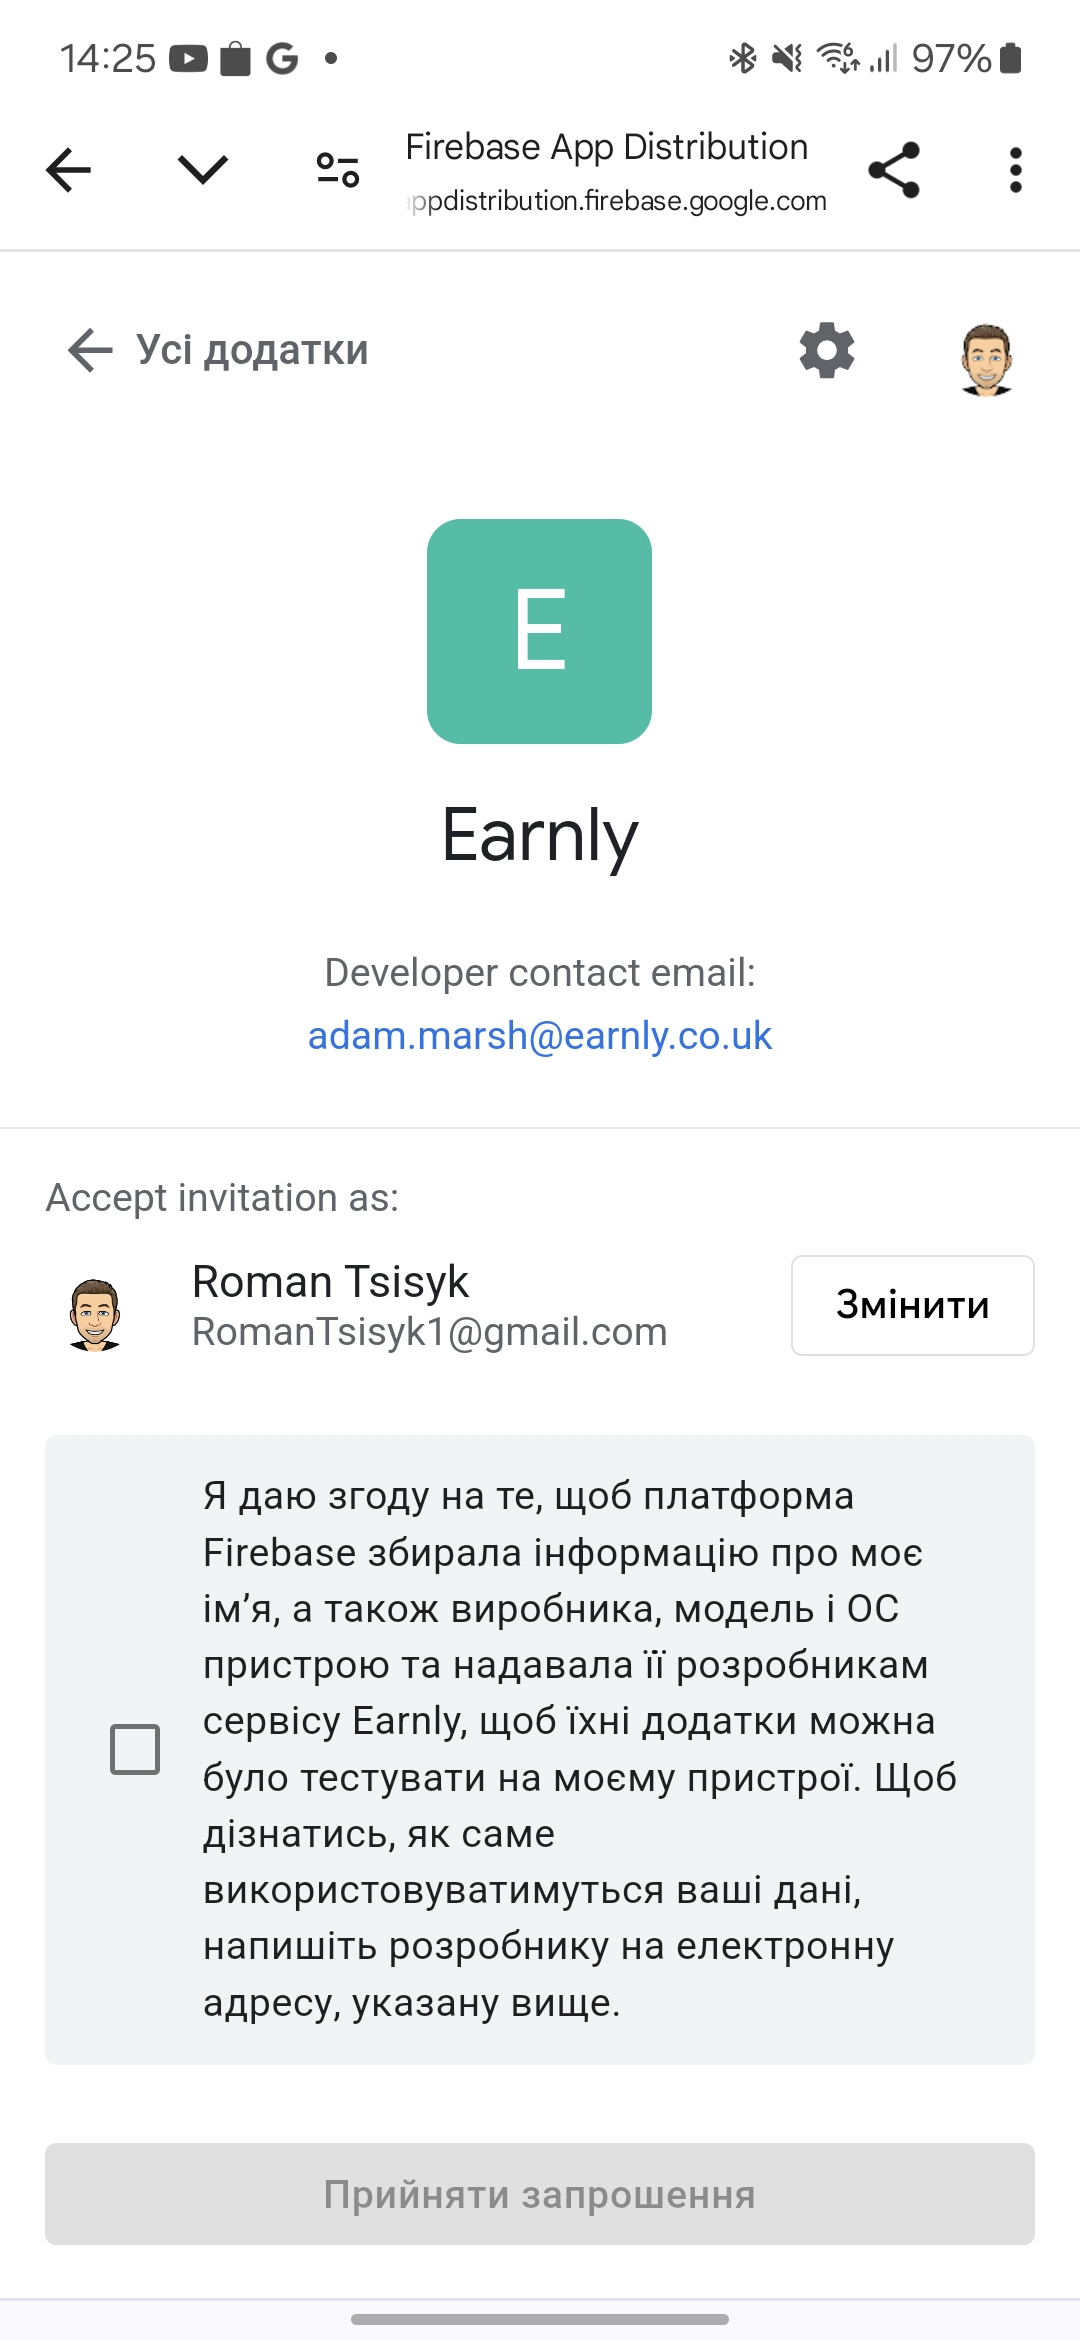 14:25
97%
Firebase App Distribution
ppdistribution.firebase.google.com
Усі додатки
E
Earnly
Developer contact email:
adam.marsh@earnly.co.uk
Accept invitation as:
Roman Tsisyk
RomanTsisyk1@gmail.com
Змінити
Я даю згоду на те, щоб платформа
Firebase збирала інформацію про моє
ім’я, а також виробника, модель і ОС
пристрою та надавала її розробникам
сервісу Earnly, щоб їхні додатки можна
було тестувати на моєму пристрої. Щоб
дізнатись, як саме
використовуватимуться ваші дані,
напишіть розробнику на електронну
адресу, указану вище.
Прийняти запрошення